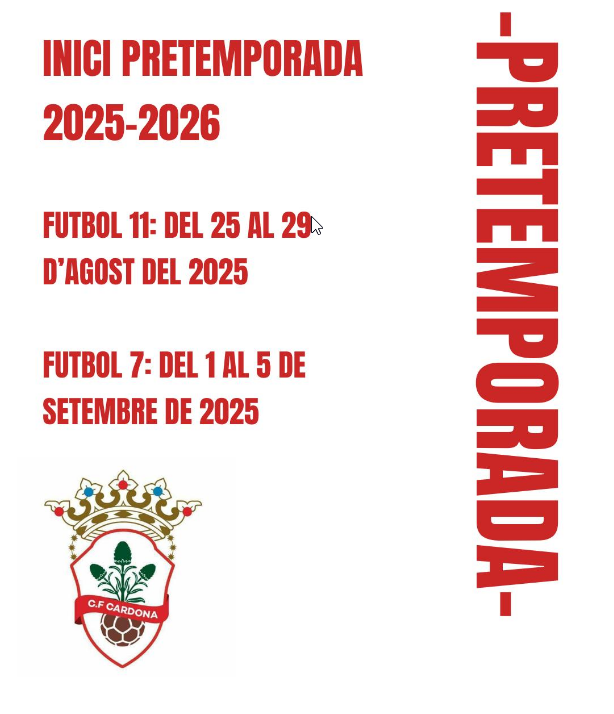 INICI PRETEMPORADA
2025-2026
FUTBOL 11: DEL 25 AL 29
D’AGOST DEL 2025
FUTBOL 7: DEL 1 AL 5 DE
SETEMBRE DE 2025
C.F CARDONA
-PRETEMPORADA-